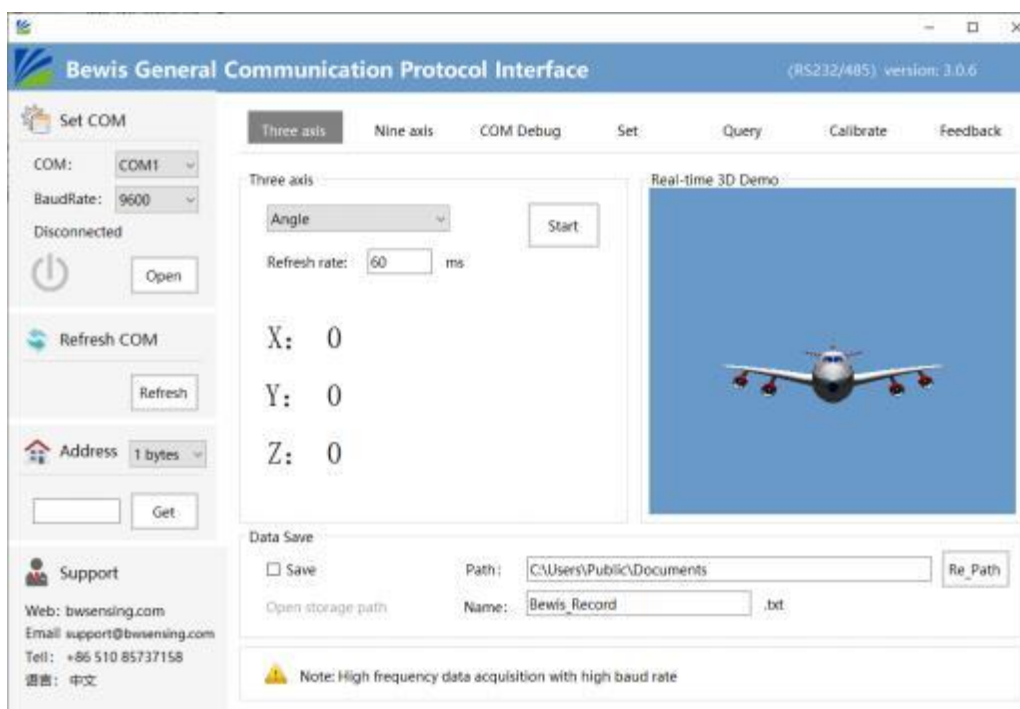 Bewis General Communication Protocol Interface
(RS232/485) version: 3.0.6
Set COM
COM: COM1
BaudRate: 9600
Disconnected
Open
Refresh COM
Refresh
Address 1 bytes
Get
Support
Web: bwsensing.com
Email support@bwsensing.com
Tell: +86 510 85737158
语言: 中文
Three axis Nine axis COM Debug Set Query Calibrate Feedback
Three axis
Angle
Start
Refresh rate: 60 ms
X: 0
Y: 0
Z: 0
Real-time 3D Demo
Data Save
Save
Path: C:\Users\Public\Documents
Re_Path
Open storage path
Name: Bewis_Record .txt
Note: High frequency data acquisition with high baud rate